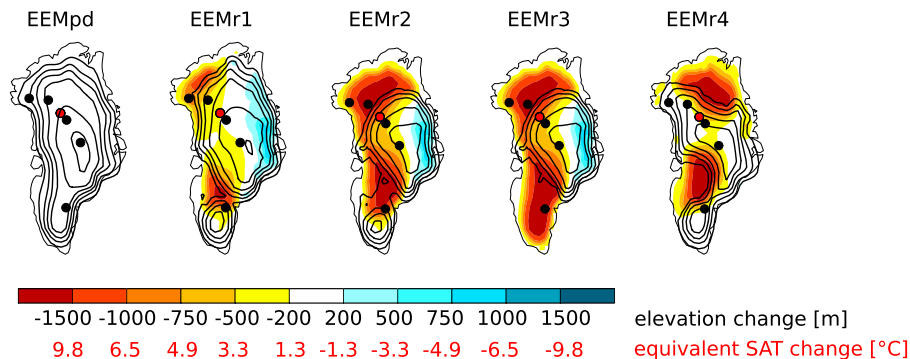 EEMpd EEMr1 EEMr2 EEMr3 EEMr4
-1500 -1000 -750 -500 -200 200 500 750 1000 1500 elevation change [m]
9.8 6.5 4.9 3.3 1.3 -1.3 -3.3 -4.9 -6.5 -9.8 equivalent SAT change [°C]